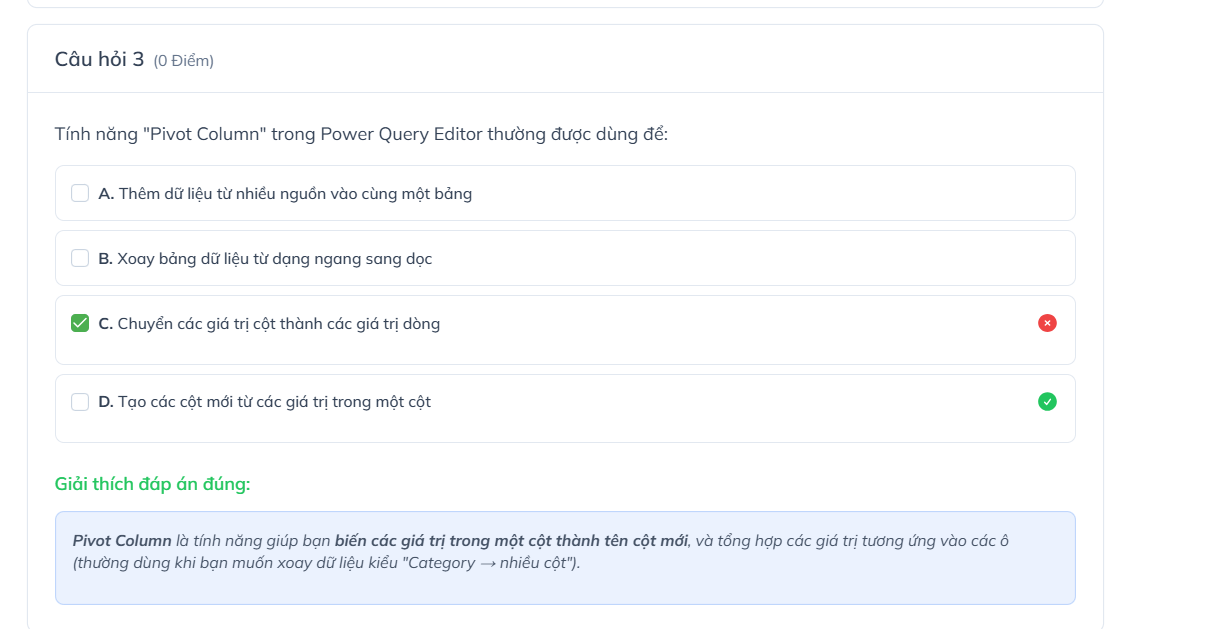 Câu hỏi 3 (0 Điểm)
Tính năng "Pivot Column" trong Power Query Editor thường được dùng để:
A. Thêm dữ liệu từ nhiều nguồn vào cùng một bảng
B. Xoay bảng dữ liệu từ dạng ngang sang dọc
C. Chuyển các giá trị cột thành các giá trị dòng
D. Tạo các cột mới từ các giá trị trong một cột
Giải thích đáp án đúng:
Pivot Column là tính năng giúp bạn biến các giá trị trong một cột thành tên cột mới, và tổng hợp các giá trị tương ứng vào các ô
(thường dùng khi bạn muốn xoay dữ liệu kiểu "Category → nhiều cột").